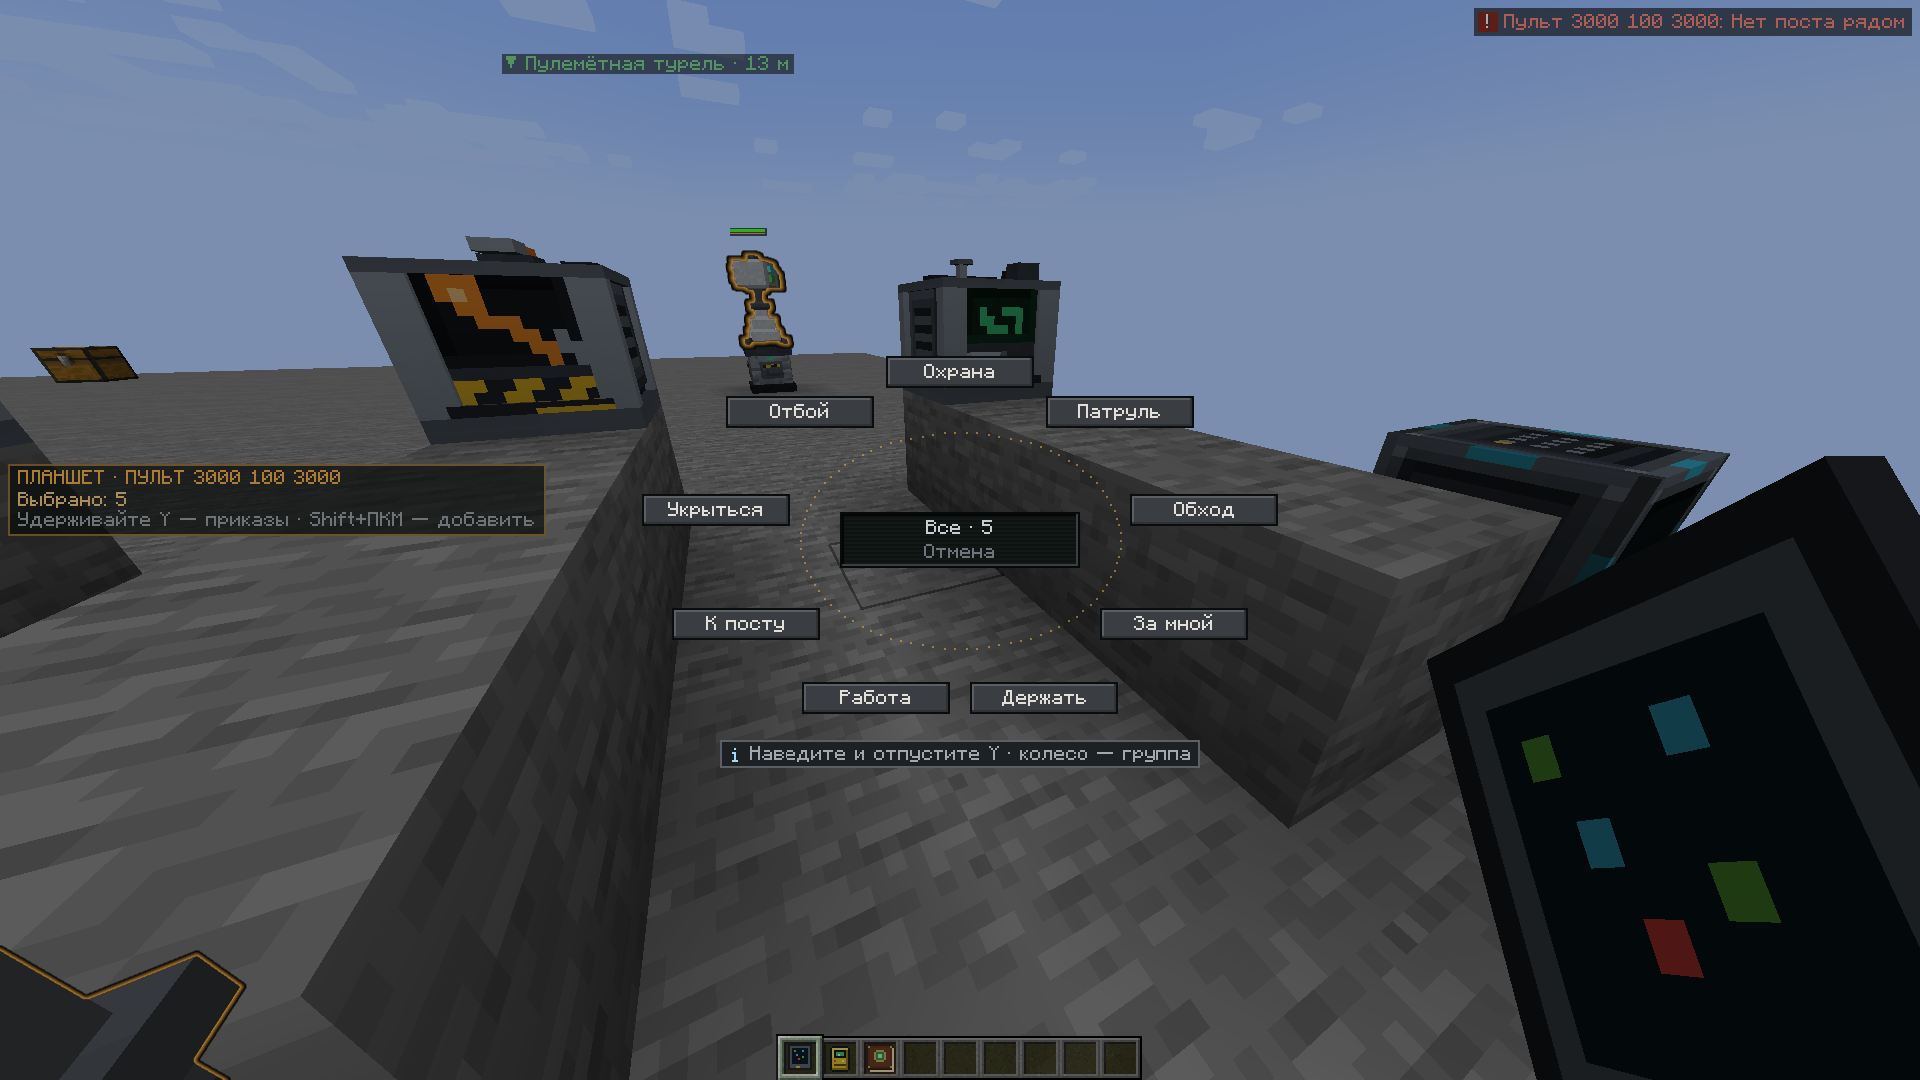 ! Пульт 3000 100 3000: Нет поста рядом
▼ Пулемётная турель · 13 м
Охрана
Отбой
Патруль
ПЛАНШЕТ · ПУЛЬТ 3000 100 3000
Выбрано: 5
Удерживайте Y — приказы · Shift+ПКМ — добавить
Укрыться
Обход
Все · 5
Отмена
К посту
За мной
Работа
Держать
i Наведите и отпустите Y · колесо — группа